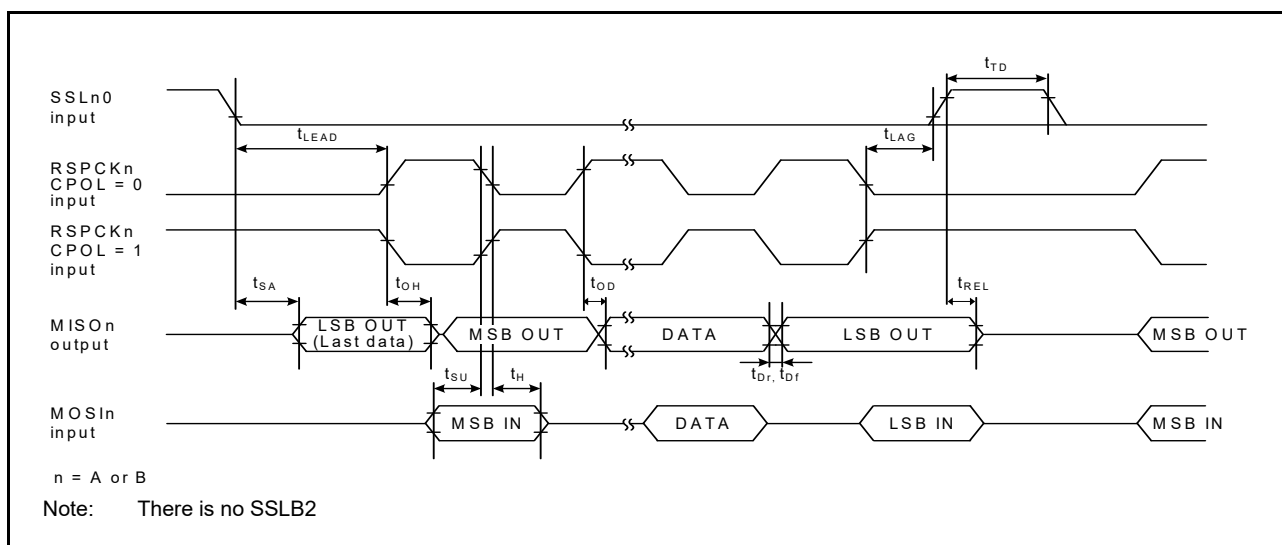 tTD
SSLn0
input
tLEAD
tLAG
RSPCKn
CPOL = 0
input
RSPCKn
CPOL = 1
input
tSA
tOH
tOD
tREL
MISOn
output
LSB OUT
(Last data)
MSB OUT
DATA
LSB OUT
MSB OUT
tSU
tH
tDr, tDf
MOSIn
input
MSB IN
DATA
LSB IN
MSB IN
n = A or B
Note: There is no SSLB2